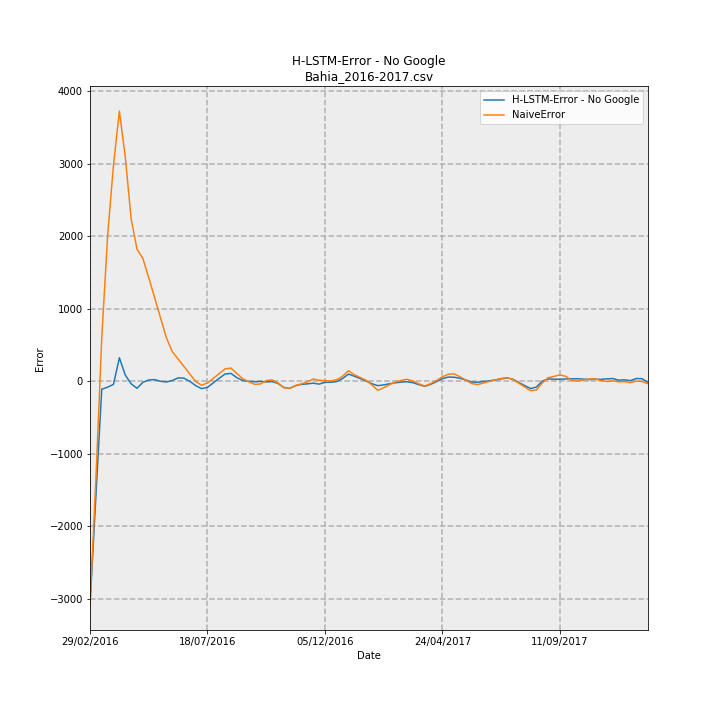 H-LSTM-Error - No Google
Bahia_2016-2017.csv
H-LSTM-Error - No Google
NaiveError
4000
3000
2000
1000
0
−1000
−2000
−3000
Error
29/02/2016
18/07/2016
05/12/2016
24/04/2017
11/09/2017
Date